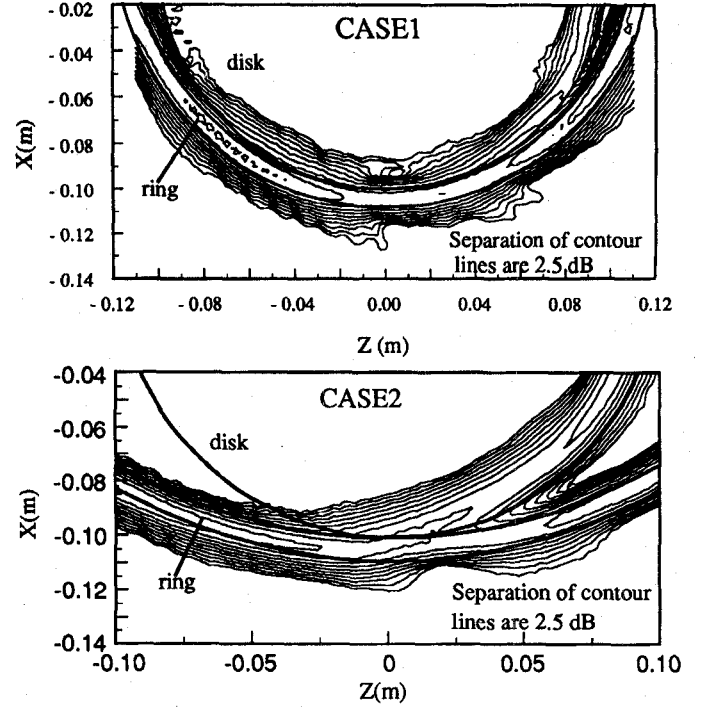 - 0.02
CASE1
disk
- 0.04
- 0.06
X(m)
- 0.08
ring
- 0.10
- 0.12
Separation of contour
lines are 2.5 dB
- 0.14
- 0.12
- 0.08
- 0.04
0.00
0.04
0.08
0.12
Z (m)
-0.04
CASE2
-0.06
disk
-0.08
X(m)
-0.10
ring
-0.12
Separation of contour
lines are 2.5 dB
-0.14
-0.10
-0.05
0
0.05
0.10
Z(m)